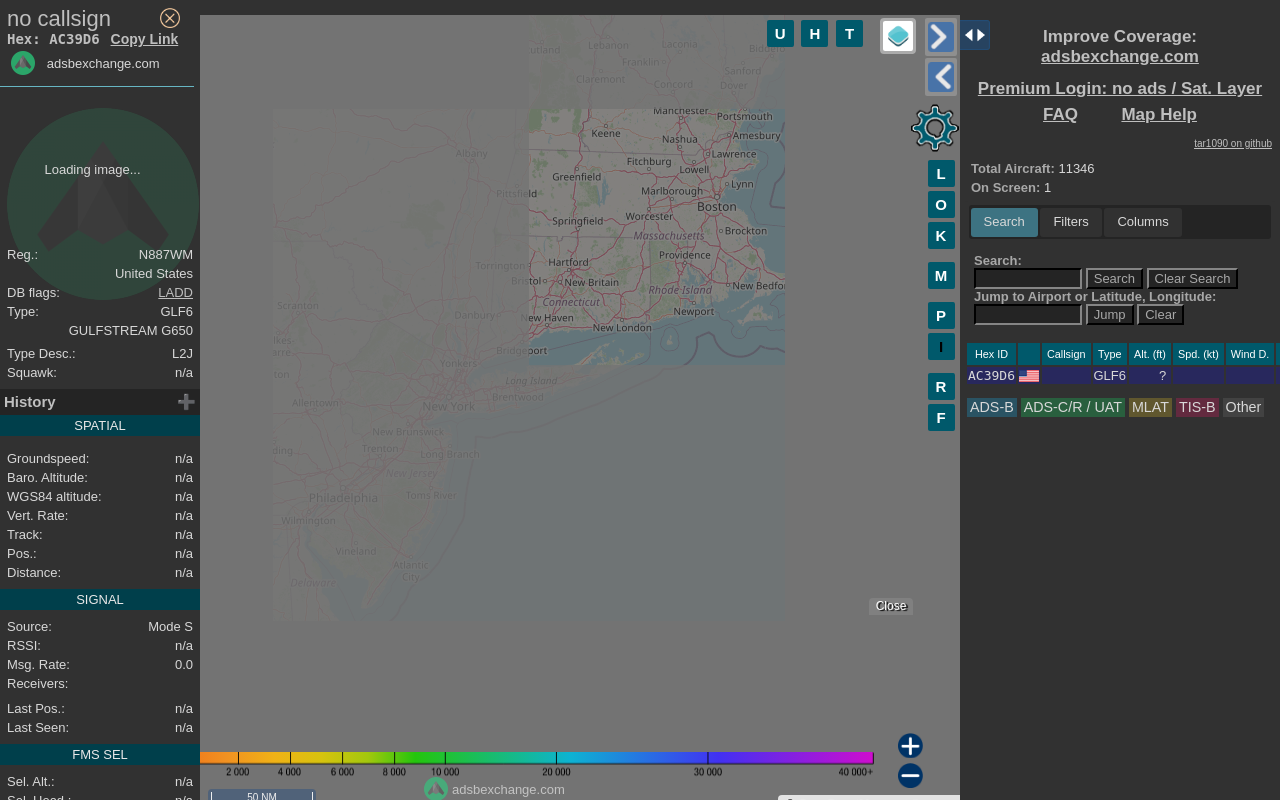 no callsign
Hex: AC39D6 Copy Link
adsbexchange.com
Loading image...
Reg.: N887WM
United States
DB flags: LADD
Type: GLF6
GULFSTREAM G650
Type Desc.: L2J
Squawk: n/a
History
SPATIAL
Groundspeed: n/a
Baro. Altitude: n/a
WGS84 altitude: n/a
Vert. Rate: n/a
Track: n/a
Pos.: n/a
Distance: n/a
SIGNAL
Source: Mode S
RSSI: n/a
Msg. Rate: 0.0
Receivers:
Last Pos.: n/a
Last Seen: n/a
FMS SEL
Sel. Alt.: n/a
Sel. Head.: n/a
U H T
Lebanon
Laconia
Franklin
Claremont
Sanford
Concord
Dover
Manchester
Portsmouth
Keene
Nashua
Amesbury
Albany
Fitchburg
Lawrence
Lowell
Greenfield
Lynn
Pittsfield
Marlborough
Boston
Springfield
Worcester
Brockton
Massachusetts
Providence
Torrington
Hartford
Bristol
New Britain
Rhode Island
New Bedfor
Scranton
Connecticut
Newport
Danbury
New Haven
New London
Bridgeport
Yonkers
Long Island
Brentwood
Allentown
New York
New Brunswick
Trenton
Long Branch
New Jersey
Philadelphia
Toms River
Wilmington
Vineland
Atlantic
City
Delaware
L
O
K
M
P
I
R
F
Close
2 000 4 000 6 000 8 000 10 000 20 000 30 000 40 000+
adsbexchange.com
50 NM
Improve Coverage:
adsbexchange.com
Premium Login: no ads / Sat. Layer
FAQ Map Help
tar1090 on github
Total Aircraft: 11346
On Screen: 1
Search Filters Columns
Search:
Search Clear Search
Jump to Airport or Latitude, Longitude:
Jump Clear
Hex ID Callsign Type Alt. (ft) Spd. (kt) Wind D.
AC39D6 GLF6 ?
ADS-B ADS-C/R / UAT MLAT TIS-B Other